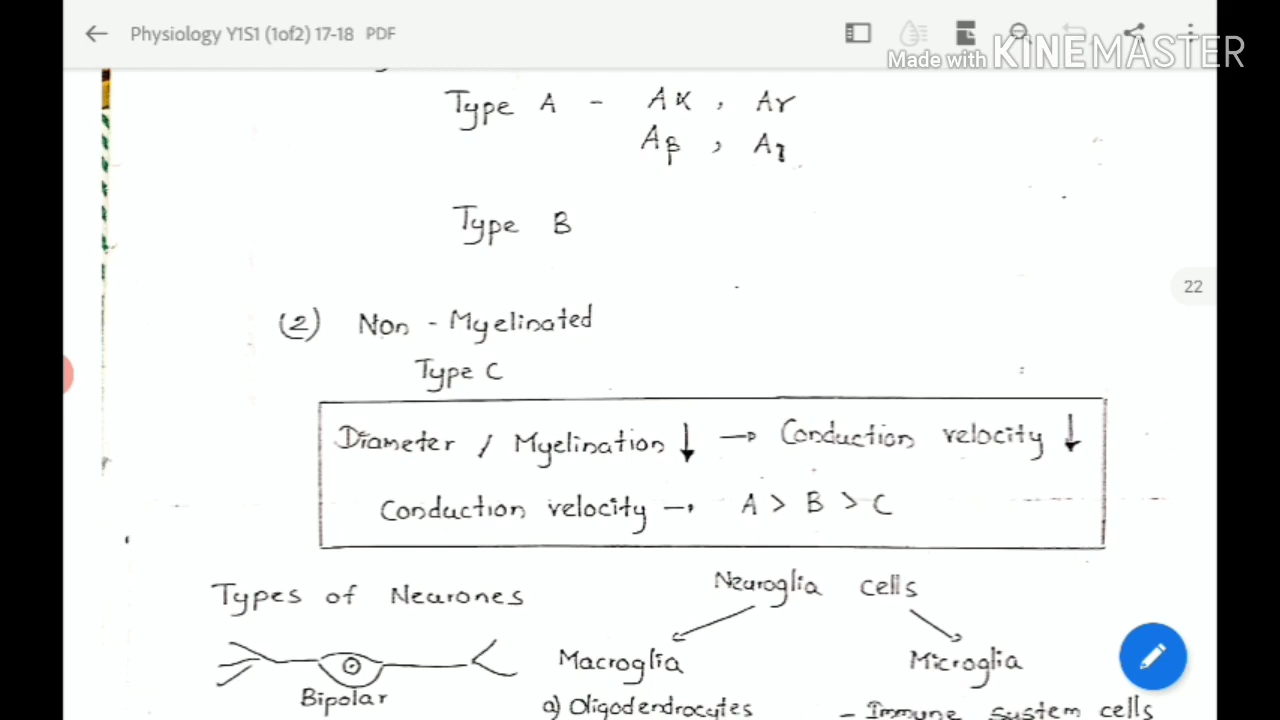 Physiology Y1S1 (1of2) 17-18 PDF
Made with KINEMASTER
Type A - Aα , Aγ
Aβ ,
Type B
22
(2) Non - Myelinated
Type C
Diameter / Myelination ↓ → Conduction velocity ↓
Conduction velocity → A > B > C
Neuroglia cells
Types of Neurones
Macroglia
Microglia
Bipolar
a) Oligodendrocytes
- Immune system cells